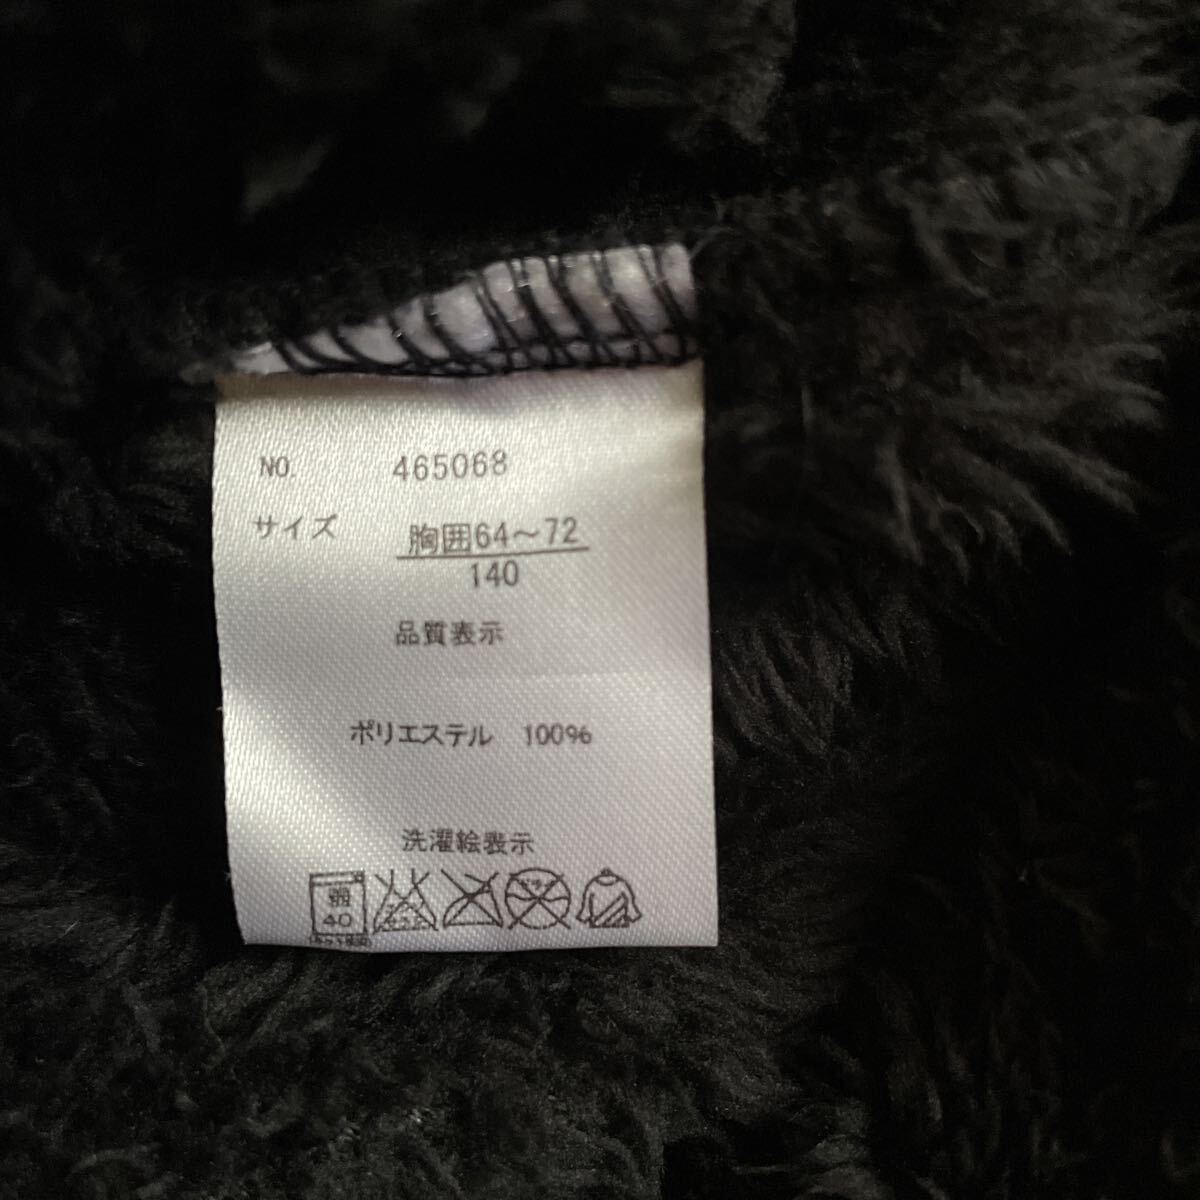 NO. 465068
サイズ 胸囲64～72
140
品質表示
ポリエステル 100%
洗濯絵表示
弱
40